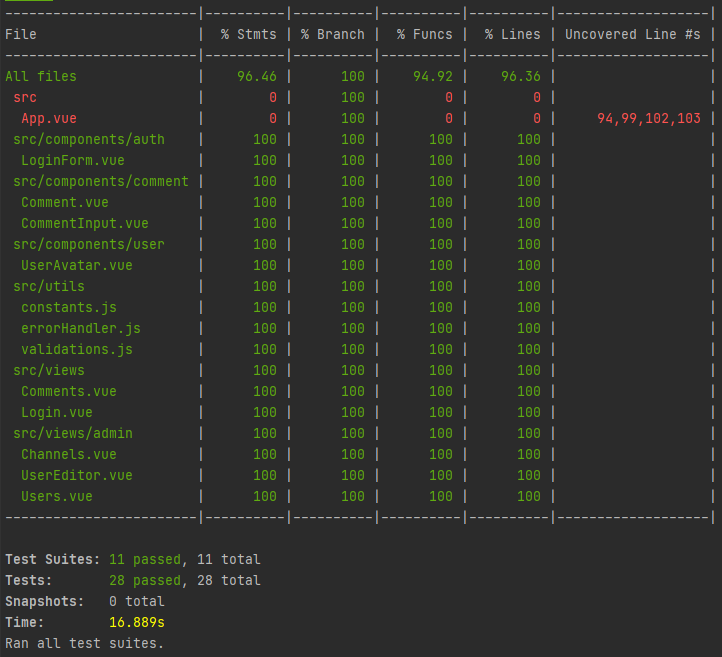 -------------------------|----------|----------|----------|----------|-------------------|
File                     |  % Stmts | % Branch |  % Funcs |  % Lines | Uncovered Line #s |
-------------------------|----------|----------|----------|----------|-------------------|
All files                |    96.46 |      100 |    94.92 |    96.36 |                   |
 src                     |        0 |      100 |        0 |        0 |                   |
  App.vue                |        0 |      100 |        0 |        0 |     94,99,102,103 |
 src/components/auth     |      100 |      100 |      100 |      100 |                   |
  LoginForm.vue          |      100 |      100 |      100 |      100 |                   |
 src/components/comment  |      100 |      100 |      100 |      100 |                   |
  Comment.vue            |      100 |      100 |      100 |      100 |                   |
  CommentInput.vue       |      100 |      100 |      100 |      100 |                   |
 src/components/user     |      100 |      100 |      100 |      100 |                   |
  UserAvatar.vue         |      100 |      100 |      100 |      100 |                   |
 src/utils               |      100 |      100 |      100 |      100 |                   |
  constants.js           |      100 |      100 |      100 |      100 |                   |
  errorHandler.js        |      100 |      100 |      100 |      100 |                   |
  validations.js         |      100 |      100 |      100 |      100 |                   |
 src/views               |      100 |      100 |      100 |      100 |                   |
  Comments.vue           |      100 |      100 |      100 |      100 |                   |
  Login.vue              |      100 |      100 |      100 |      100 |                   |
 src/views/admin         |      100 |      100 |      100 |      100 |                   |
  Channels.vue           |      100 |      100 |      100 |      100 |                   |
  UserEditor.vue         |      100 |      100 |      100 |      100 |                   |
  Users.vue              |      100 |      100 |      100 |      100 |                   |
-------------------------|----------|----------|----------|----------|-------------------|
Test Suites: 11 passed, 11 total
Tests:       28 passed, 28 total
Snapshots:   0 total
Time:        16.889s
Ran all test suites.